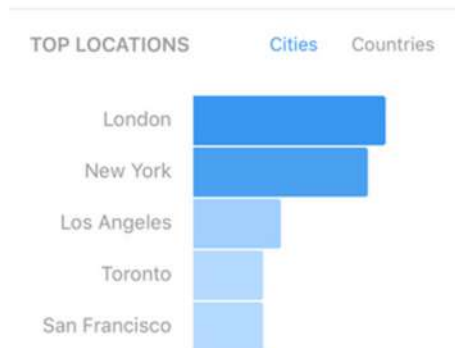 TOP LOCATIONS Cities Countries
London
New York
Los Angeles
Toronto
San Francisco